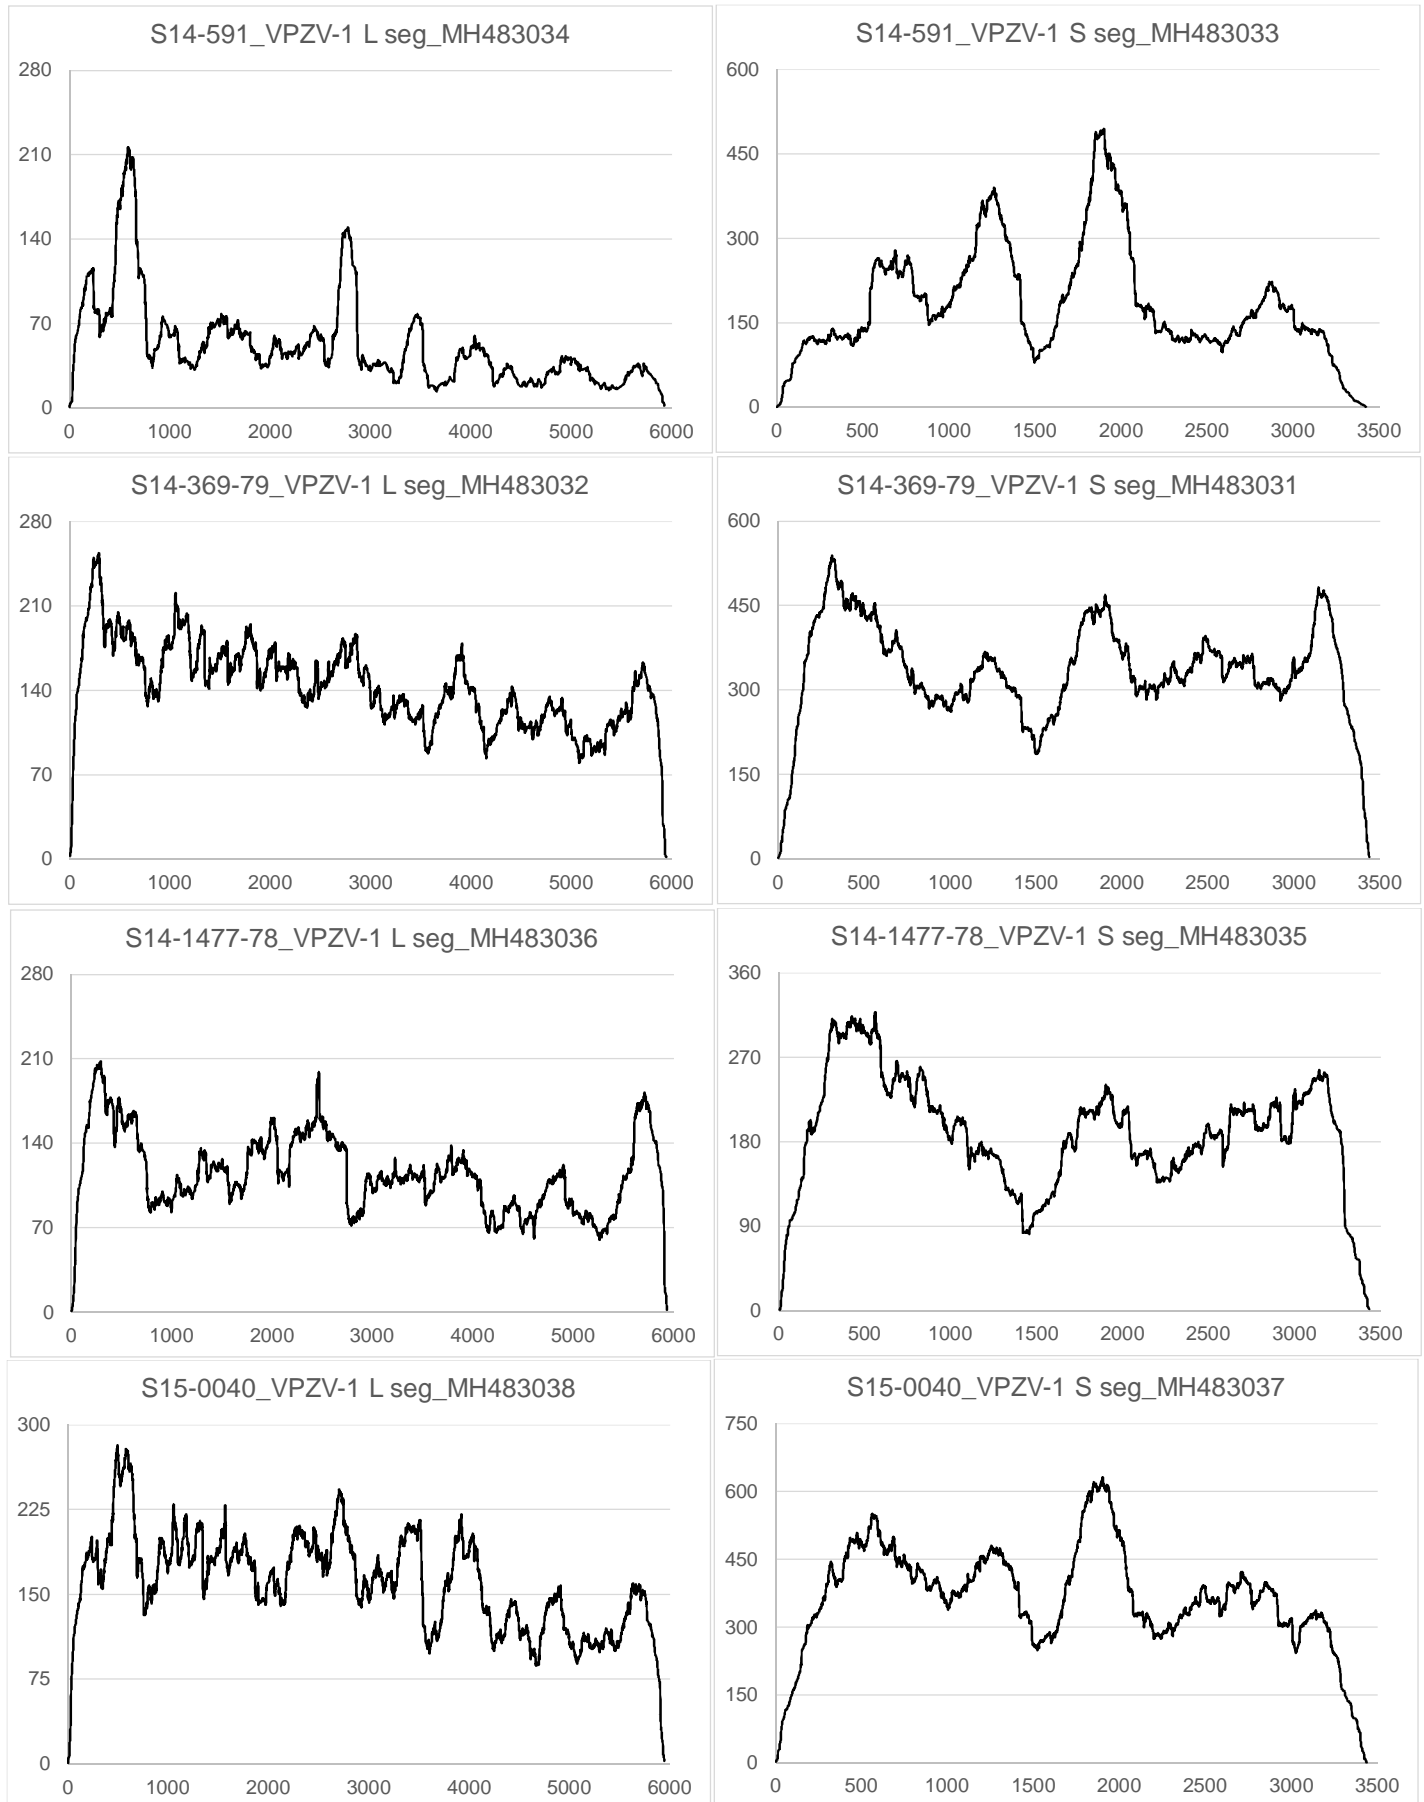 S14-591_VPZV-1 L seg_MH483034
280
210
140
70
0
0 1000 2000 3000 4000 5000 6000
S14-591_VPZV-1 S seg_MH483033
600
450
300
150
0
0 500 1000 1500 2000 2500 3000 3500
S14-369-79_VPZV-1 L seg_MH483032
280
210
140
70
0
0 1000 2000 3000 4000 5000 6000
S14-369-79_VPZV-1 S seg_MH483031
600
450
300
150
0
0 500 1000 1500 2000 2500 3000 3500
S14-1477-78_VPZV-1 L seg_MH483036
280
210
140
70
0
0 1000 2000 3000 4000 5000 6000
S14-1477-78_VPZV-1 S seg_MH483035
360
270
180
90
0
0 500 1000 1500 2000 2500 3000 3500
S15-0040_VPZV-1 L seg_MH483038
300
225
150
75
0
0 1000 2000 3000 4000 5000 6000
S15-0040_VPZV-1 S seg_MH483037
750
600
450
300
150
0
0 500 1000 1500 2000 2500 3000 3500